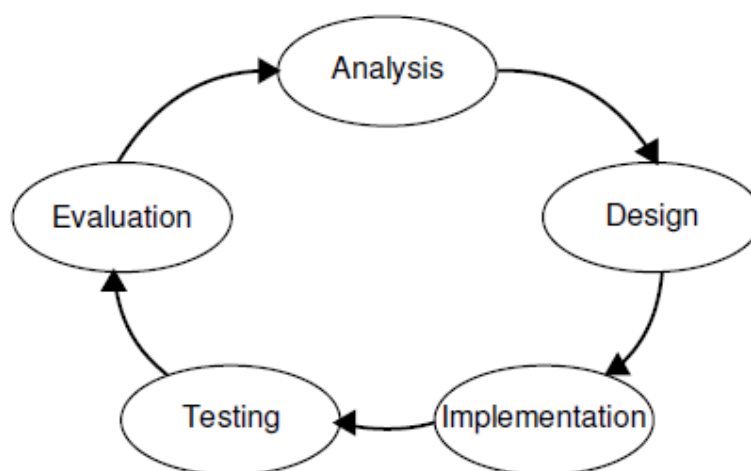 Analysis
Design
Implementation
Testing
Evaluation